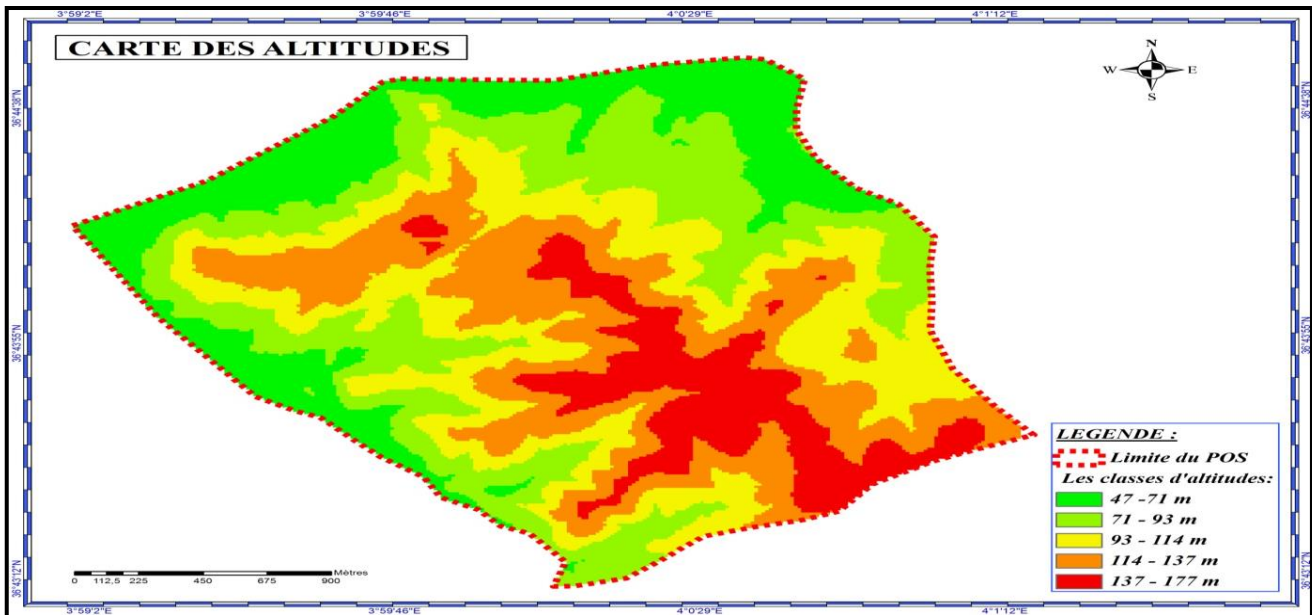 3°59'2"E 3°59'46"E 4°0'29"E 4°1'12"E
CARTE DES ALTITUDES
N
W E
S
36°44'38"N 36°44'38"N
36°43'55"N 36°43'55"N
36°43'12"N 36°43'12"N
LEGENDE :
Limite du POS
Les classes d'altitudes:
47 -71 m
71 - 93 m
93 - 114 m
114 - 137 m
137 - 177 m
Mètres
0 112,5 225 450 675 900
3°59'2"E 3°59'46"E 4°0'29"E 4°1'12"E